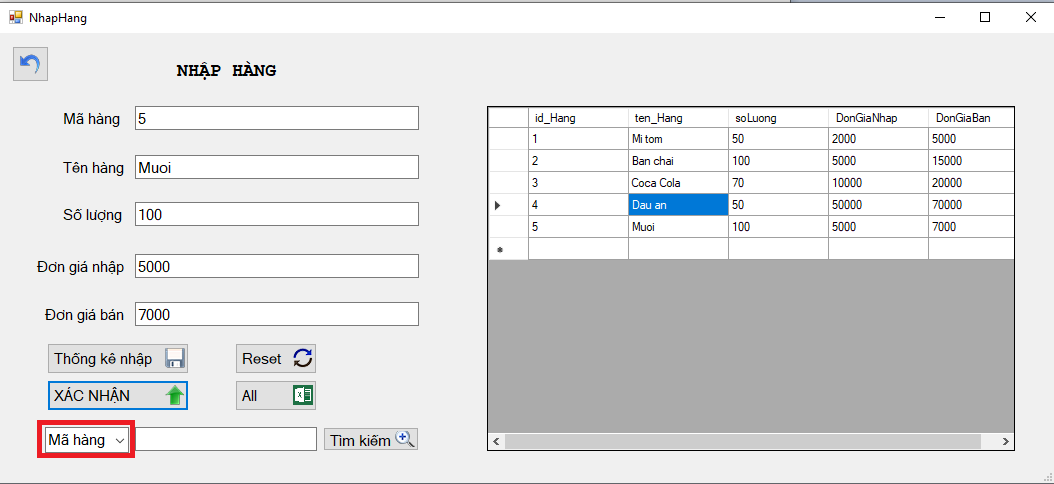 NhapHang
NHẬP HÀNG
Mã hàng 5
Tên hàng Muoi
Số lượng 100
Đơn giá nhập 5000
Đơn giá bán 7000
Thống kê nhập Reset
XÁC NHẬN All
Mã hàng Tìm kiếm
id_Hang ten_Hang soLuong DonGiaNhap DonGiaBan
1 Mi tom 50 2000 5000
2 Ban chai 100 5000 15000
3 Coca Cola 70 10000 20000
4 Dau an 50 50000 70000
5 Muoi 100 5000 7000